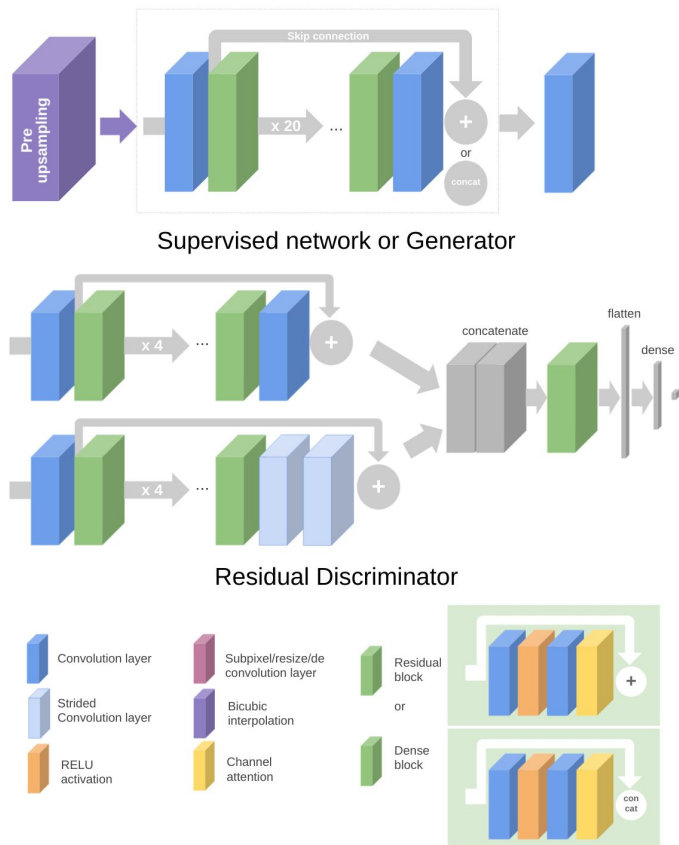 Skip connection
Pre
upsampling
x 20
...
+
or
concat
Supervised network or Generator
x 4
...
+
concatenate
flatten
dense
x 4
...
+
Residual Discriminator
Convolution layer
Subpixel/resize/de
convolution layer
Residual
block
+
Strided
Convolution layer
Bicubic
interpolation
or
RELU
activation
Channel
attention
Dense
block
con
cat